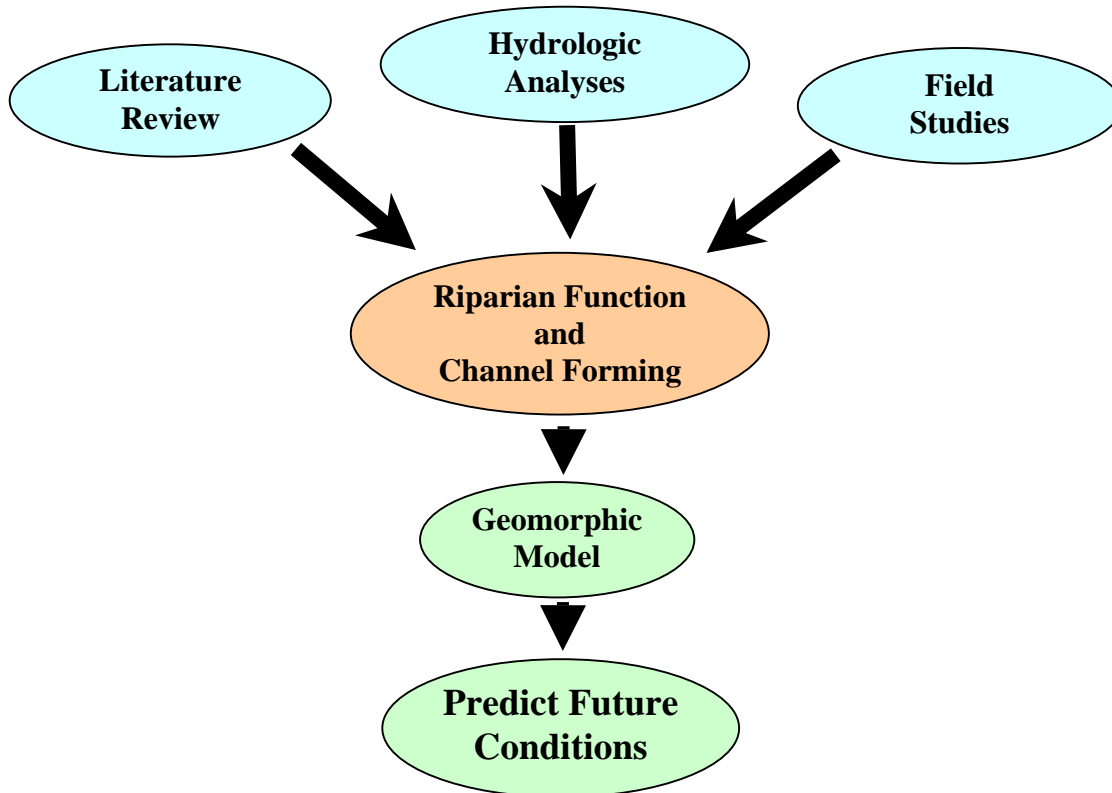 Literature
Review
Hydrologic
Analyses
Field
Studies
Riparian Function
and
Channel Forming
Geomorphic
Model
Predict Future
Conditions